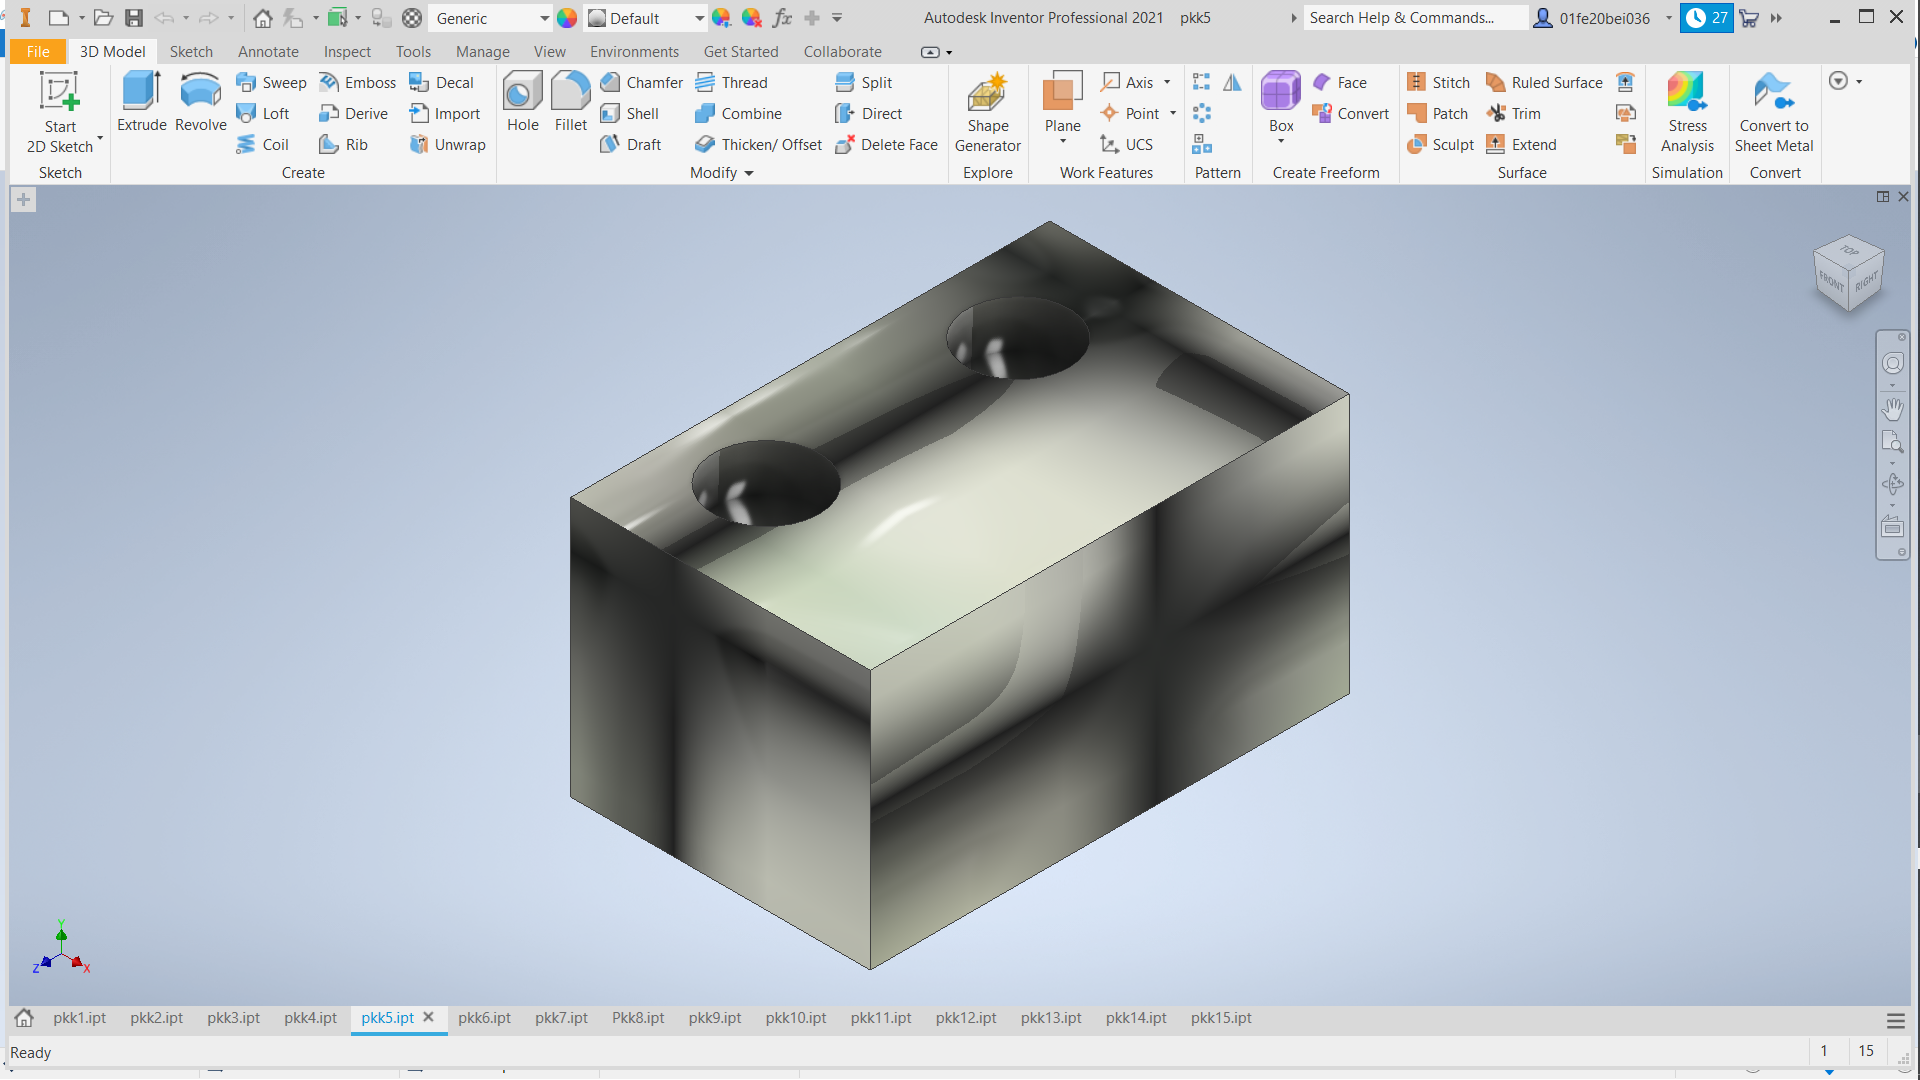 Generic
Default
fx
Autodesk Inventor Professional 2021 pkk5
Search Help & Commands...
01fe20bei036
27
File 3D Model Sketch Annotate Inspect Tools Manage View Environments Get Started Collaborate
Start
2D Sketch
Sketch
Extrude
Revolve
Sweep
Loft
Coil
Emboss
Derive
Rib
Decal
Import
Unwrap
Create
Hole
Fillet
Chamfer
Shell
Draft
Thread
Combine
Thicken/ Offset
Split
Direct
Delete Face
Modify
Shape
Generator
Explore
Plane
Axis
Point
UCS
Work Features
Pattern
Box
Face
Convert
Create Freeform
Stitch
Patch
Sculpt
Ruled Surface
Trim
Extend
Surface
Stress
Analysis
Simulation
Convert to
Sheet Metal
Convert
TOP
FRONT
RIGHT
Y
Z
X
pkk1.ipt pkk2.ipt pkk3.ipt pkk4.ipt pkk5.ipt pkk6.ipt pkk7.ipt Pkk8.ipt pkk9.ipt pkk10.ipt pkk11.ipt pkk12.ipt pkk13.ipt pkk14.ipt pkk15.ipt
Ready
1 15